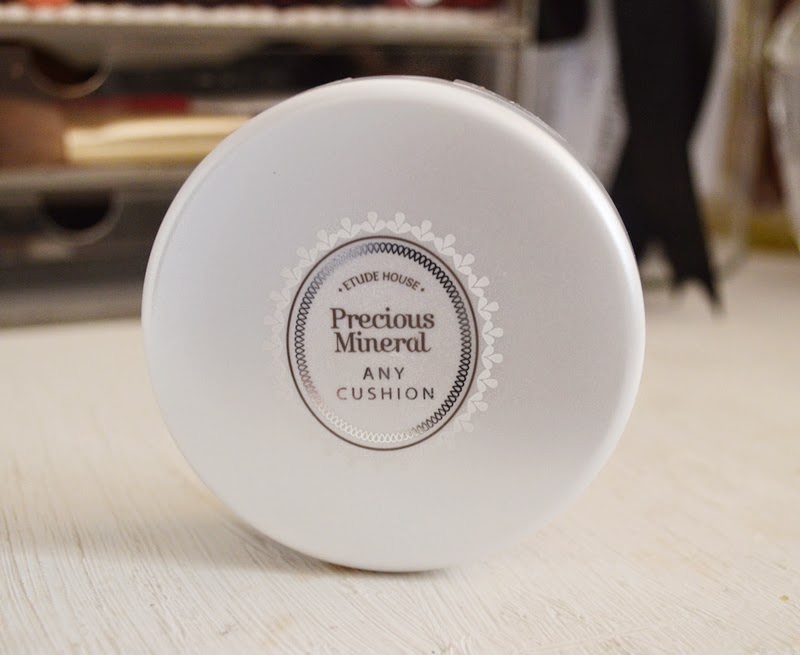 • ETUDE HOUSE •
Precious
Mineral
ANY
CUSHION